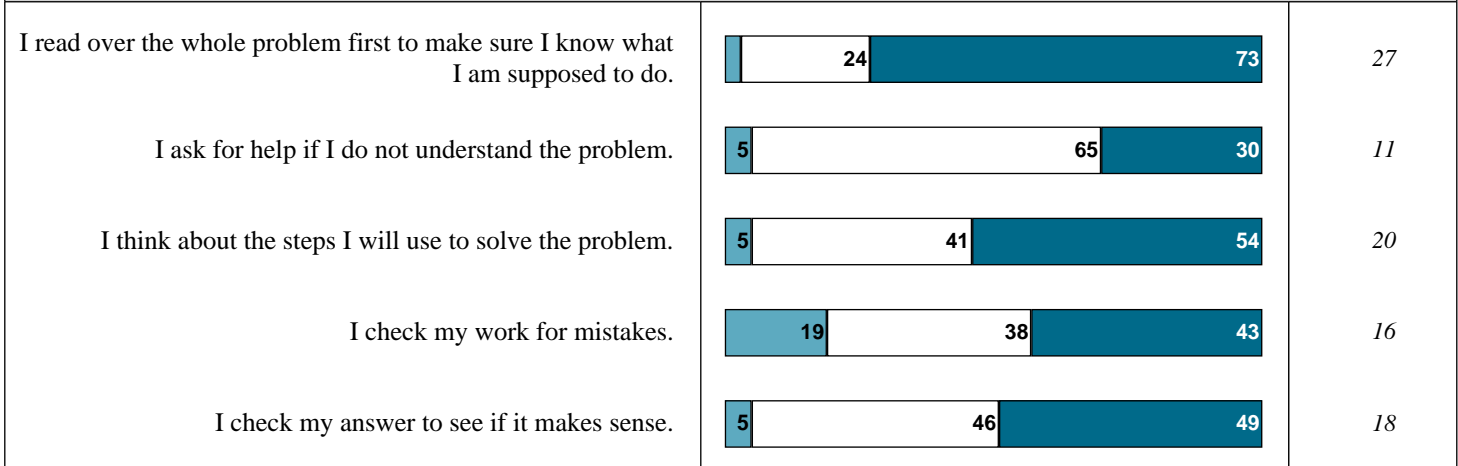 I read over the whole problem first to make sure I know what
I am supposed to do.
24 73 27
I ask for help if I do not understand the problem.
5 65 30 11
I think about the steps I will use to solve the problem.
5 41 54 20
I check my work for mistakes.
19 38 43 16
I check my answer to see if it makes sense.
5 46 49 18